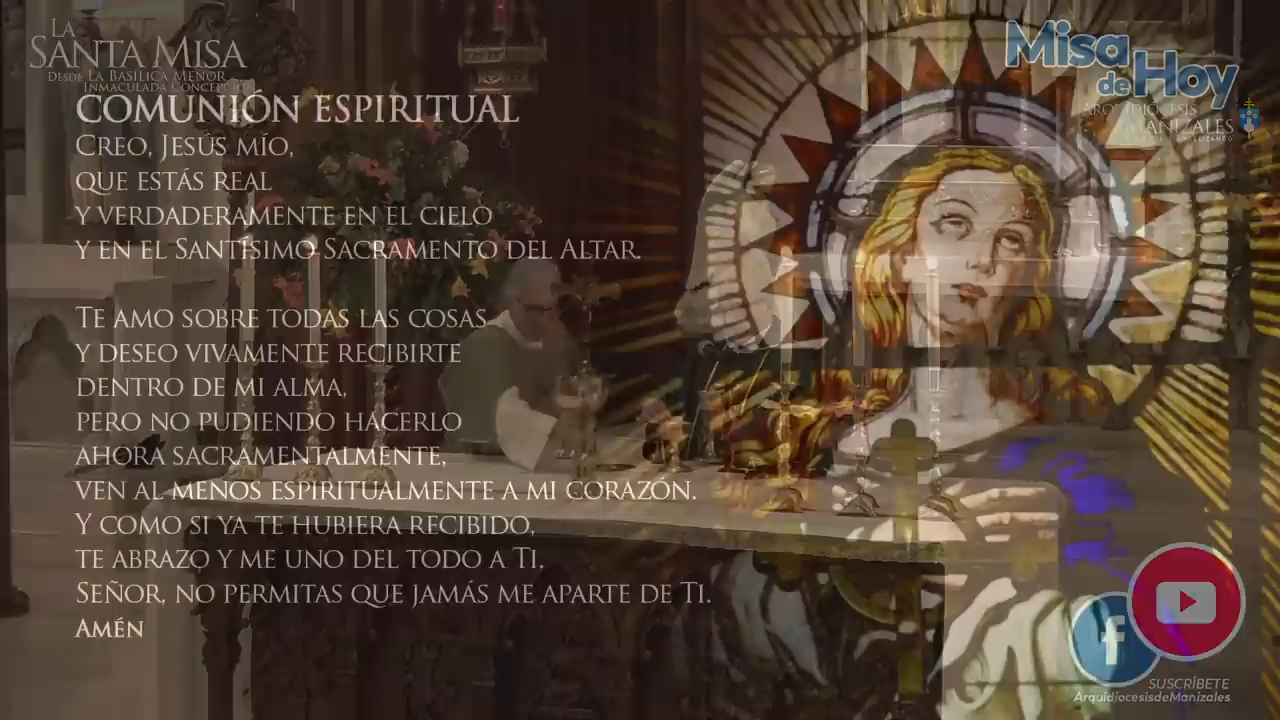 LA
SANTA MISA
DESDE LA BASÍLICA MENOR
INMACULADA CONCEPCIÓN
Misa
de Hoy
ARQUIDIÓCESIS
MANIZALES
COMUNIÓN ESPIRITUAL
CREO, JESÚS MÍO,
QUE ESTÁS REAL
Y VERDADERAMENTE EN EL CIELO
Y EN EL SANTÍSIMO SACRAMENTO DEL ALTAR.
TE AMO SOBRE TODAS LAS COSAS
Y DESEO VIVAMENTE RECIBIRTE
DENTRO DE MI ALMA,
PERO NO PUDIENDO HACERLO
AHORA SACRAMENTALMENTE,
VEN AL MENOS ESPIRITUALMENTE A MI CORAZÓN.
Y COMO SI YA TE HUBIERA RECIBIDO,
TE ABRAZO Y ME UNO DEL TODO A TI.
SEÑOR, NO PERMITAS QUE JAMÁS ME APARTE DE TI.
AMÉN
f
SUSCRÍBETE
ArquidiocesisdeManizales